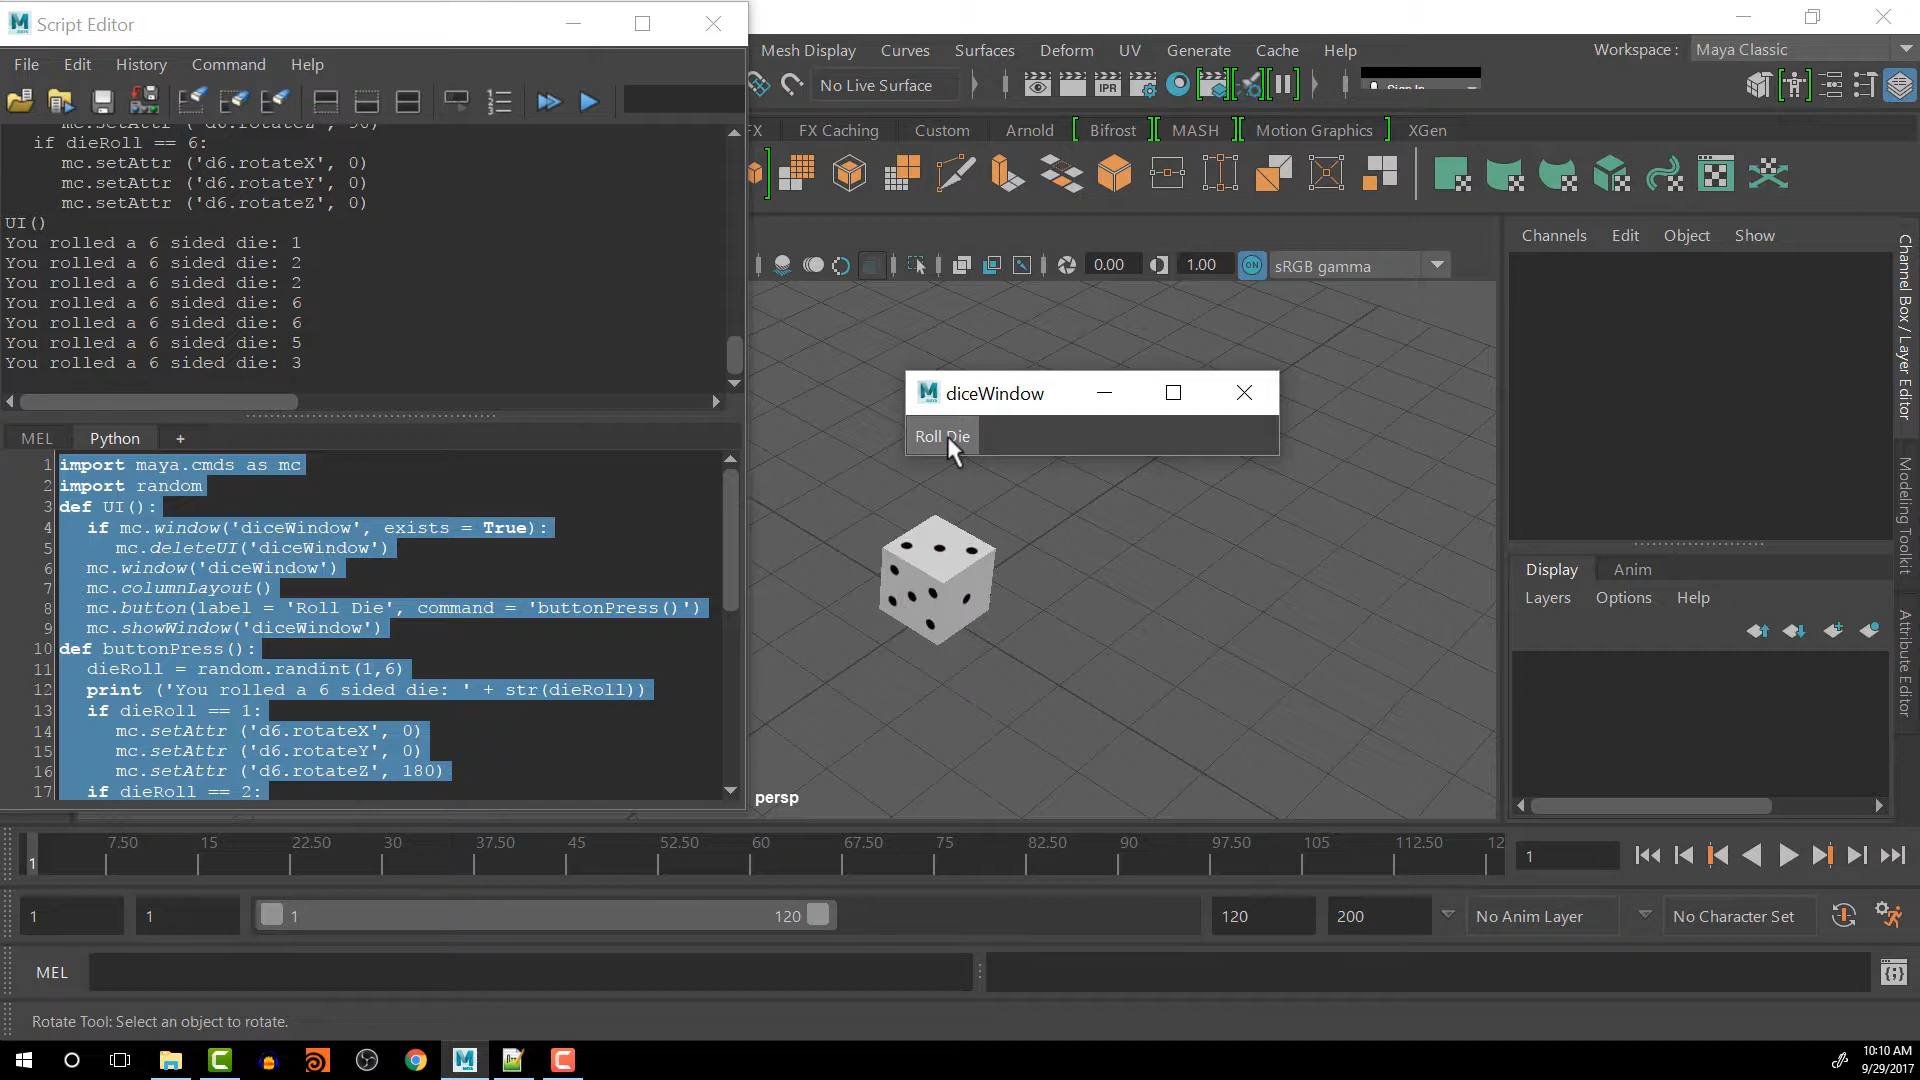 Script Editor
File Edit History Command Help
if dieRoll == 6:
mc.setAttr ('d6.rotateX', 0)
mc.setAttr ('d6.rotateY', 0)
mc.setAttr ('d6.rotateZ', 0)
UI()
You rolled a 6 sided die: 1
You rolled a 6 sided die: 2
You rolled a 6 sided die: 2
You rolled a 6 sided die: 6
You rolled a 6 sided die: 6
You rolled a 6 sided die: 5
You rolled a 6 sided die: 3
MEL Python +
1 import maya.cmds as mc
2 import random
3 def UI():
4 if mc.window('diceWindow', exists = True):
5 mc.deleteUI('diceWindow')
6 mc.window('diceWindow')
7 mc.columnLayout()
8 mc.button(label = 'Roll Die', command = 'buttonPress()')
9 mc.showWindow('diceWindow')
10 def buttonPress():
11 dieRoll = random.randint(1,6)
12 print ('You rolled a 6 sided die: ' + str(dieRoll))
13 if dieRoll == 1:
14 mc.setAttr ('d6.rotateX', 0)
15 mc.setAttr ('d6.rotateY', 0)
16 mc.setAttr ('d6.rotateZ', 180)
17 if dieRoll == 2:
Mesh Display Curves Surfaces Deform UV Generate Cache Help
Workspace : Maya Classic
No Live Surface
IPR
FX FX Caching Custom Arnold Bifrost MASH Motion Graphics XGen
0.00 1.00 ON sRGB gamma
diceWindow
Roll Die
persp
Channels Edit Object Show
Channel Box / Layer Editor
Modeling Toolkit
Attribute Editor
Display Anim
Layers Options Help
1 7.50 15 22.50 30 37.50 45 52.50 60 67.50 75 82.50 90 97.50 105 112.50 12
1
1 1 1 120 120 200 No Anim Layer No Character Set
MEL
Rotate Tool: Select an object to rotate.
10:10 AM
9/29/2017